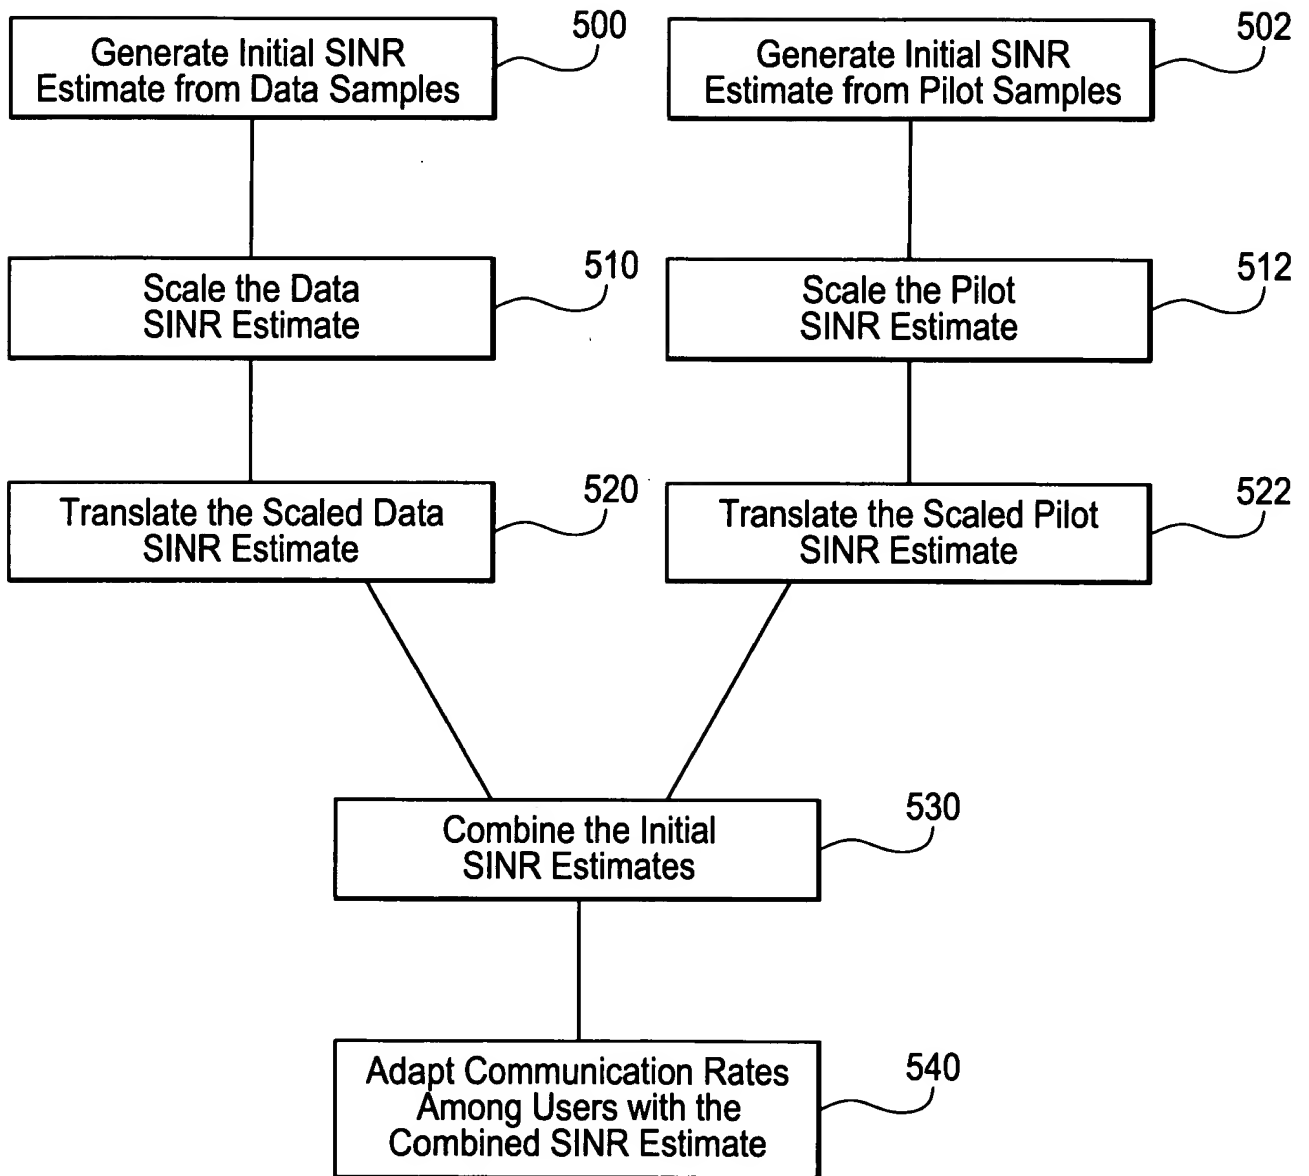 Generate Initial SINR
Estimate from Data Samples
500
Generate Initial SINR
Estimate from Pilot Samples
502
Scale the Data
SINR Estimate
510
Scale the Pilot
SINR Estimate
512
Translate the Scaled Data
SINR Estimate
520
Translate the Scaled Pilot
SINR Estimate
522
Combine the Initial
SINR Estimates
530
Adapt Communication Rates
Among Users with the
Combined SINR Estimate
540